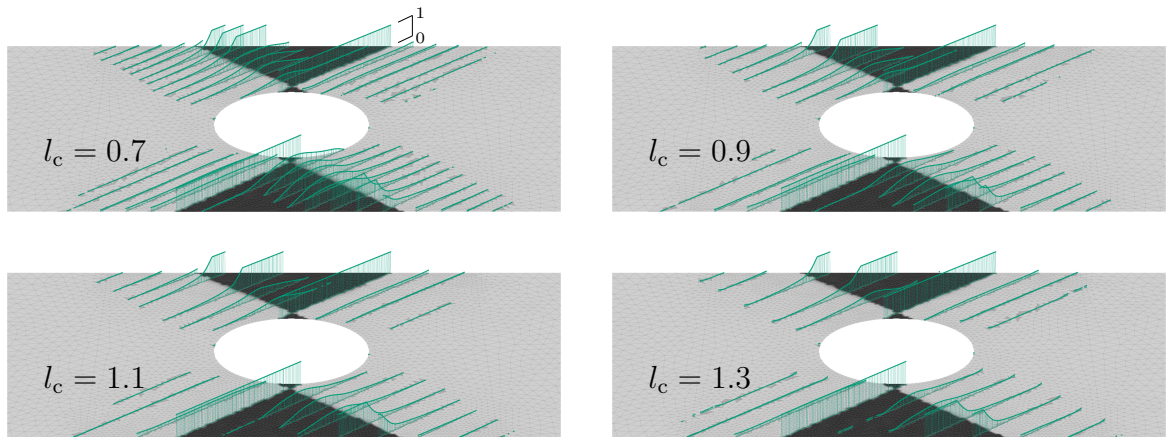 1
0
l_c = 0.7
l_c = 0.9
l_c = 1.1
l_c = 1.3